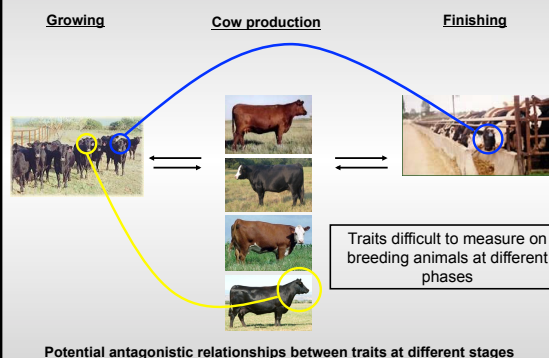 Growing
Cow production
Finishing
Traits difficult to measure on
breeding animals at different
phases
Potential antagonistic relationships between traits at different stages